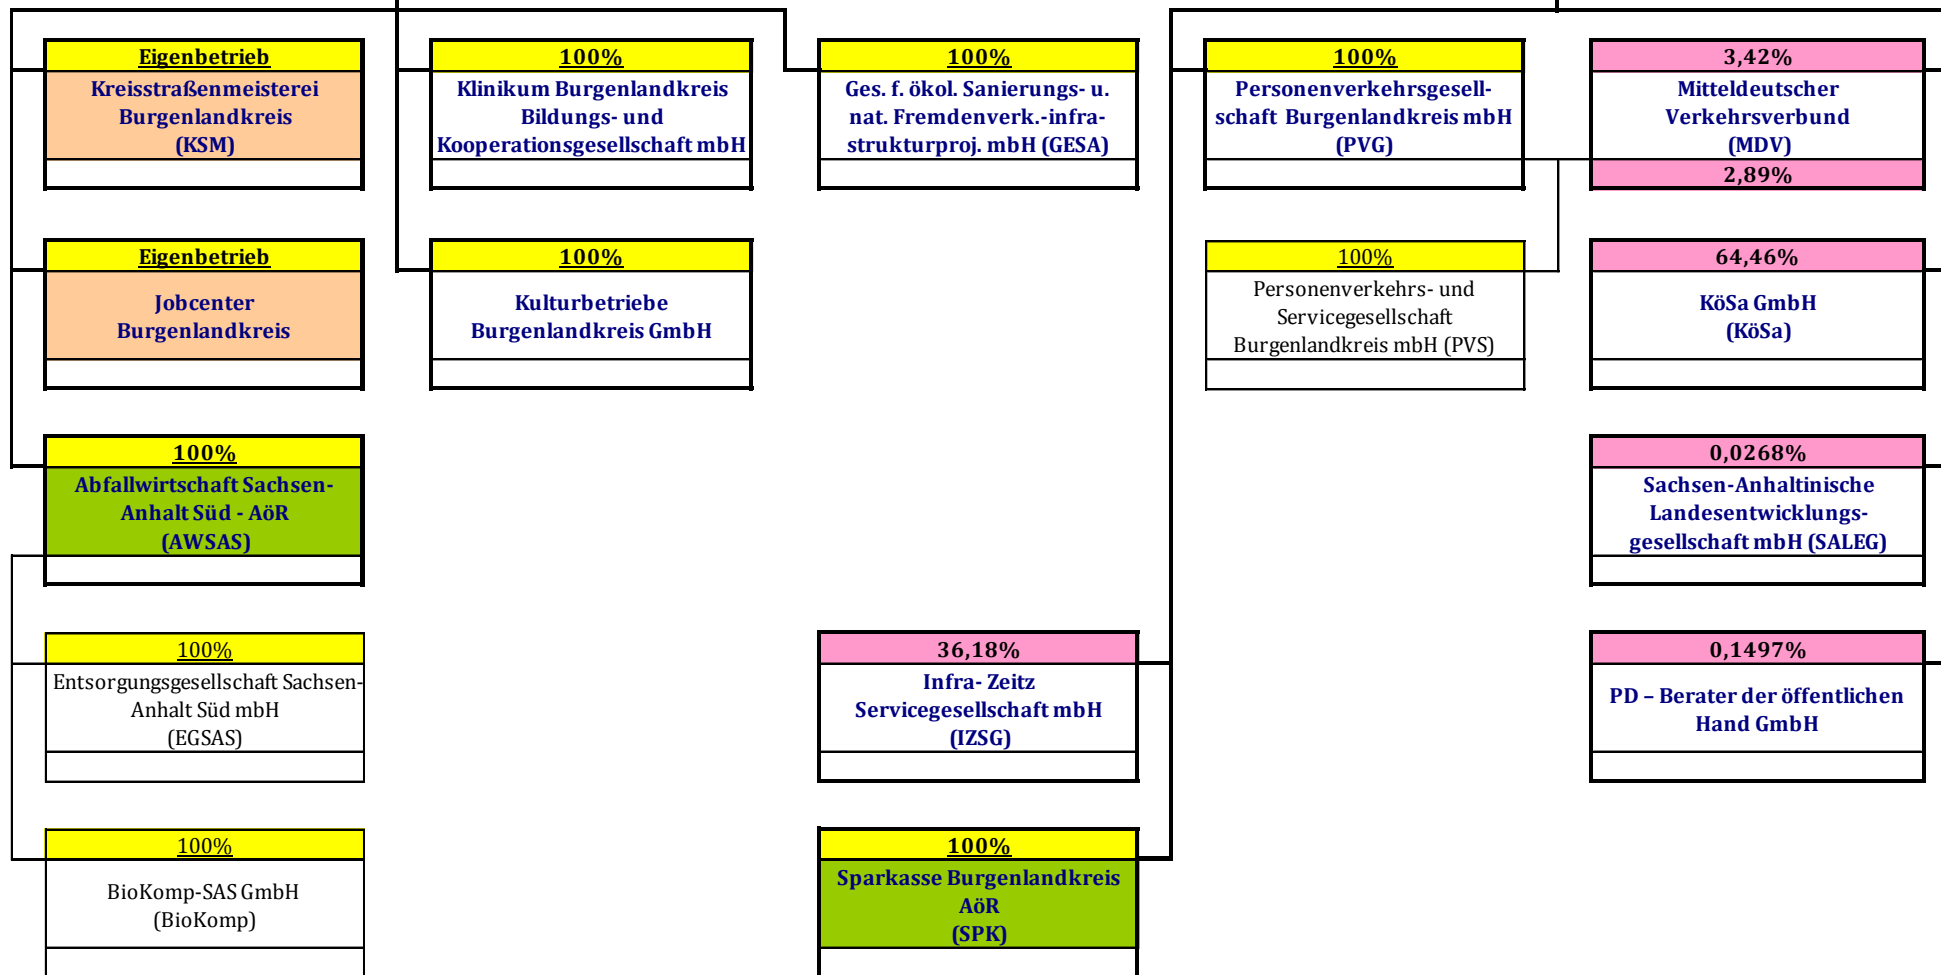 Eigenbetrieb
Kreisstraßenmeisterei
Burgenlandkreis
(KSM)
100%
Klinikum Burgenlandkreis
Bildungs- und
Kooperationsgesellschaft mbH
100%
Ges. f. ökol. Sanierungs- u.
nat. Fremdenverk.-infra-
strukturproj. mbH (GESA)
100%
Personenverkehrsgesell-
schaft Burgenlandkreis mbH
(PVG)
3,42%
Mitteldeutscher
Verkehrsverbund
(MDV)
2,89%
Eigenbetrieb
Jobcenter
Burgenlandkreis
100%
Kulturbetriebe
Burgenlandkreis GmbH
100%
Personenverkehrs- und
Servicegesellschaft
Burgenlandkreis mbH (PVS)
64,46%
KöSa GmbH
(KöSa)
100%
Abfallwirtschaft Sachsen-
Anhalt Süd - AöR
(AWSAS)
0,0268%
Sachsen-Anhaltinische
Landesentwicklungs-
gesellschaft mbH (SALEG)
100%
Entsorgungsgesellschaft Sachsen-
Anhalt Süd mbH
(EGSAS)
36,18%
Infra- Zeitz
Servicegesellschaft mbH
(IZSG)
0,1497%
PD – Berater der öffentlichen
Hand GmbH
100%
BioKomp-SAS GmbH
(BioKomp)
100%
Sparkasse Burgenlandkreis
AöR
(SPK)